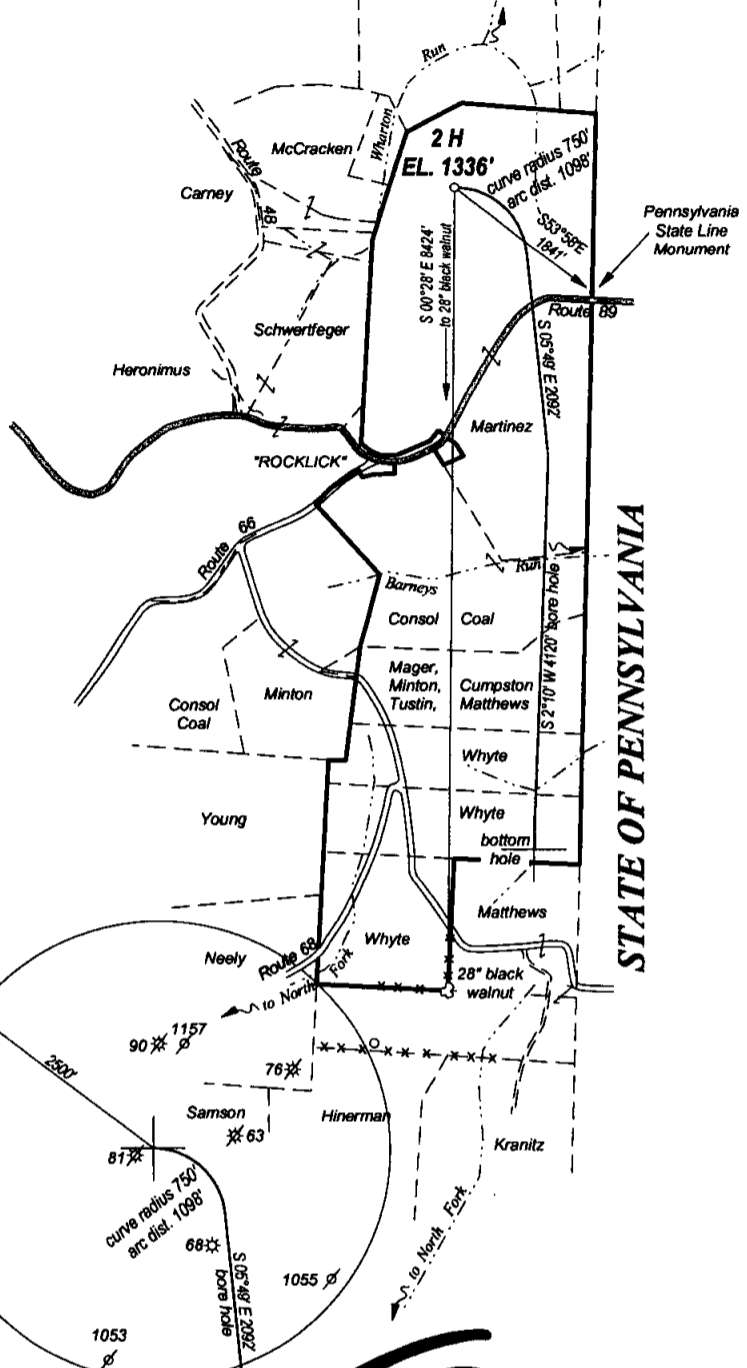 Run
Wharton
McCracken
2 H
EL. 1336'
Route
48
Carney
curve radius 750'
arc dist. 1098'
S53°58'E
1841'
Pennsylvania
State Line
Monument
S 00°28' E 8424'
to 28" black walnut
Route 89
Schwertfeger
S 05°49' E 2092'
Heronimus
Martinez
"ROCKLICK"
Route 66
STATE OF PENNSYLVANIA
Barneys
Run
Consol Coal
S 2°10' W 4120' bore hole
Mager,
Minton,
Tustin,
Cumpston
Matthews
Minton
Consol
Coal
Whyte
Whyte
Young
bottom
hole
Matthews
Whyte
Neely
Route 68
Fork
to North
28" black
walnut
90
1157
76
2500'
Samson
63
Hinerman
Kranitz
81
curve radius 750'
arc dist. 1098'
68
S 05°49' E 2092'
bore hole
1055
to North Fork
1053